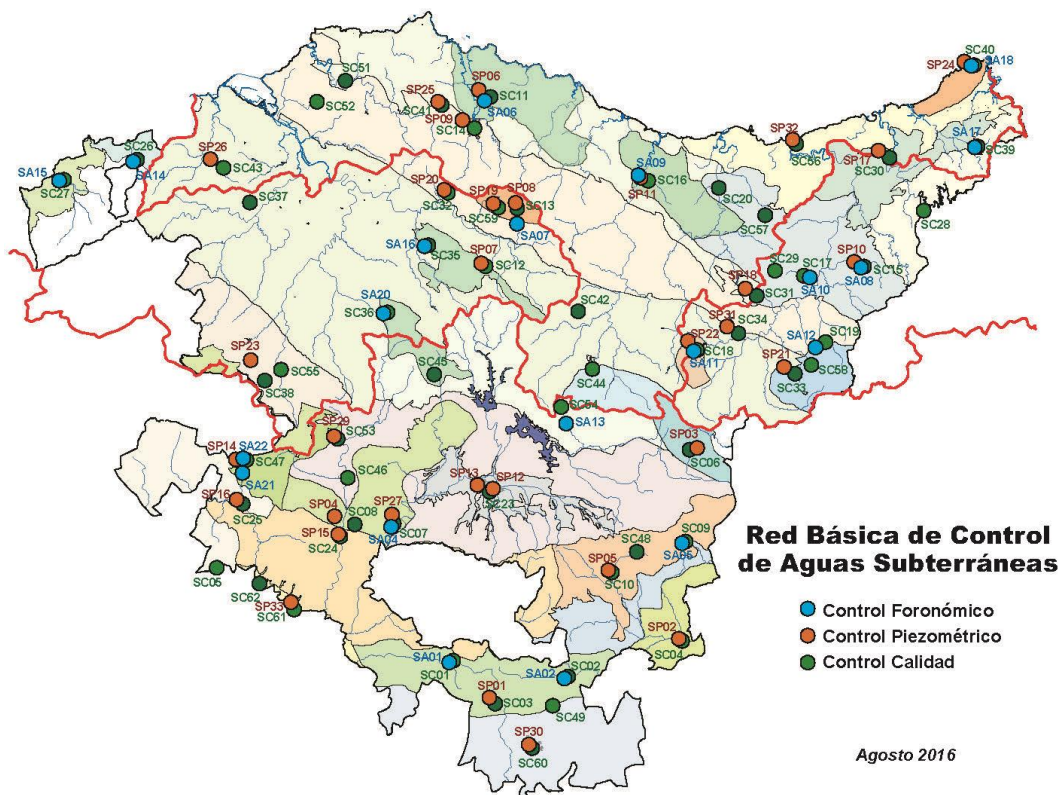 SC40
SP24
SA18
SC51
SP06
SC52
SP25
SC11
SC41
SA06
SP09
SC14
SP32
SC56
SA17
SC39
SC26
SP26
SA15
SA14
SC43
SC27
SA09
SP17
SC30
SP11
SC16
SP20
SC32
SP19
SP08
SC20
SC37
SC59
SC13
SC57
SC28
SA07
SA16
SC35
SP07
SC12
SP10
SC29
SC17
SC15
SA08
SA10
SP18
SC31
SA20
SC36
SC42
SP31
SC34
SP22
SA12
SC19
SC18
SA11
SP23
SC55
SC38
SC45
SC44
SP21
SC33
SC58
SC54
SA13
SP29
SC53
SP03
SC06
SP14
SA22
SC47
SA21
SC46
SP13
SP12
SC23
SP16
SC25
SP04
SC08
SP27
SP15
SC24
SA04
SC07
SC09
SC48
SA05
Red Básica de Control
de Aguas Subterráneas
SC05
SC62
SP05
SC10
SP33
SC61
Control Foronómico
Control Piezométrico
Control Calidad
SP02
SC04
SA01
SC01
SC02
SA02
SP01
SC03
SC49
SP30
SC60
Agosto 2016